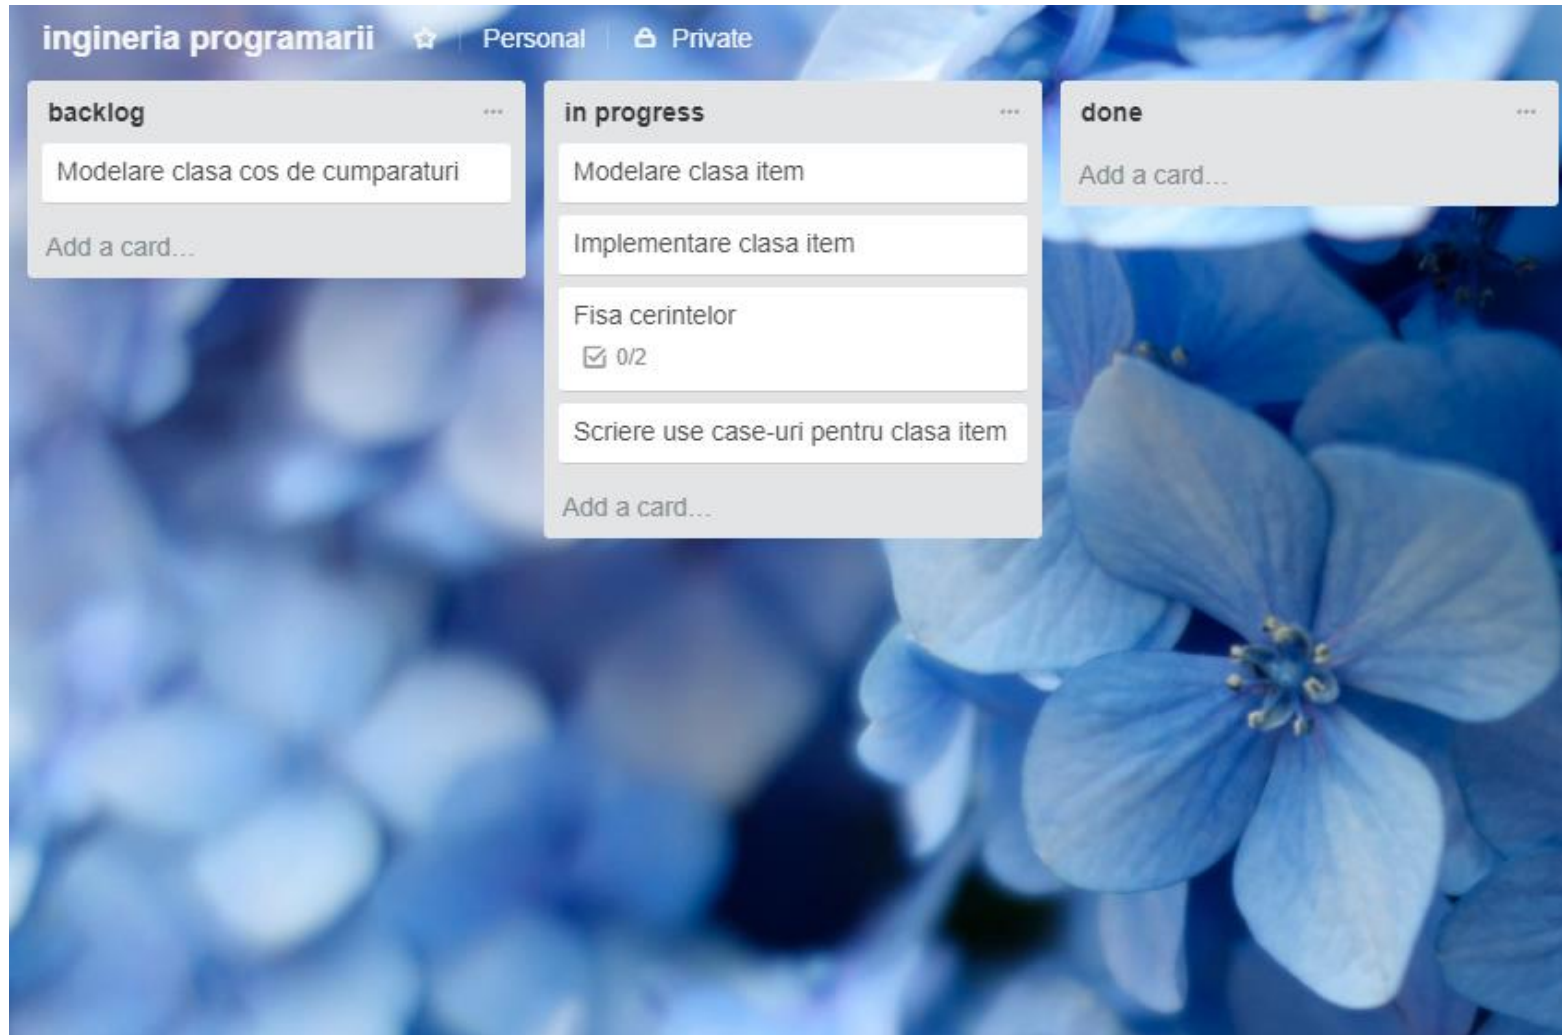 ingineria programarii Personal Private
backlog ...
Modelare clasa cos de cumparaturi
Add a card...
in progress ...
Modelare clasa item
Implementare clasa item
Fisa cerintelor
0/2
Scriere use case-uri pentru clasa item
Add a card...
done ...
Add a card...